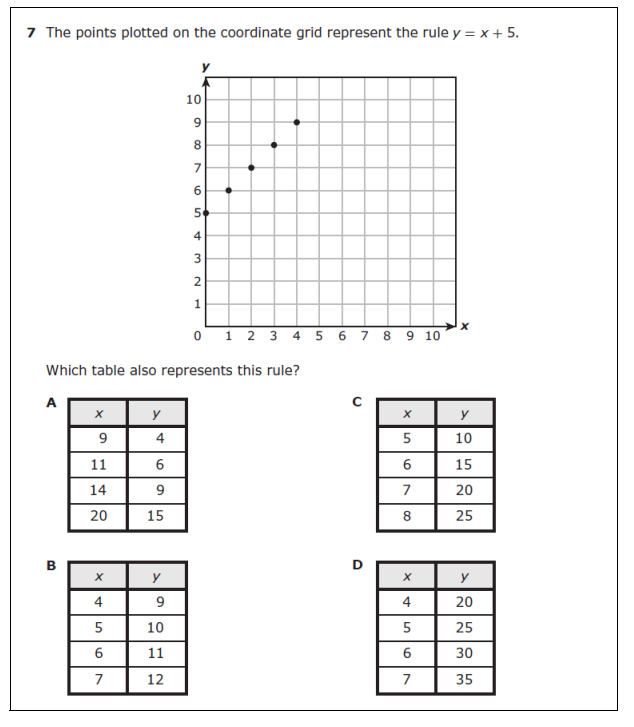 7 The points plotted on the coordinate grid represent the rule y = x + 5.
y
10
9
8
7
6
5
4
3
2
1
0 1 2 3 4 5 6 7 8 9 10 x
Which table also represents this rule?
A
x y
9 4
11 6
14 9
20 15
B
x y
4 9
5 10
6 11
7 12
C
x y
5 10
6 15
7 20
8 25
D
x y
4 20
5 25
6 30
7 35